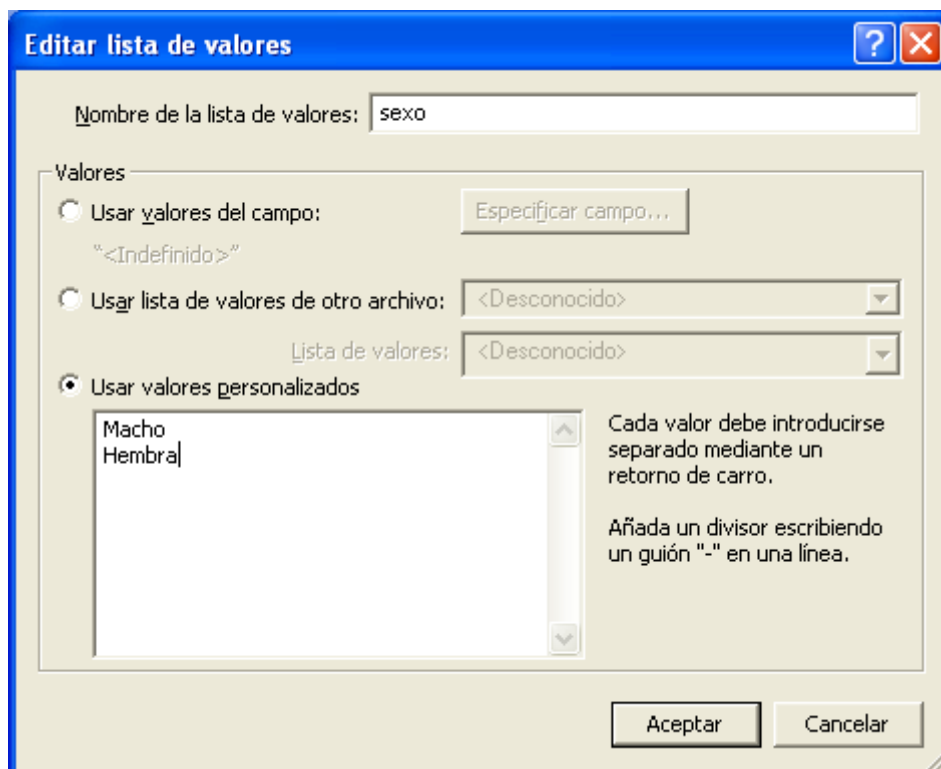 Editar lista de valores
Nombre de la lista de valores: sexo
Valores
Usar valores del campo: Especificar campo...
"<Indefinido>"
Usar lista de valores de otro archivo: <Desconocido>
Lista de valores: <Desconocido>
Usar valores personalizados
Macho
Hembra
Cada valor debe introducirse
separado mediante un
retorno de carro.
Añada un divisor escribiendo
un guión "-" en una línea.
Aceptar Cancelar